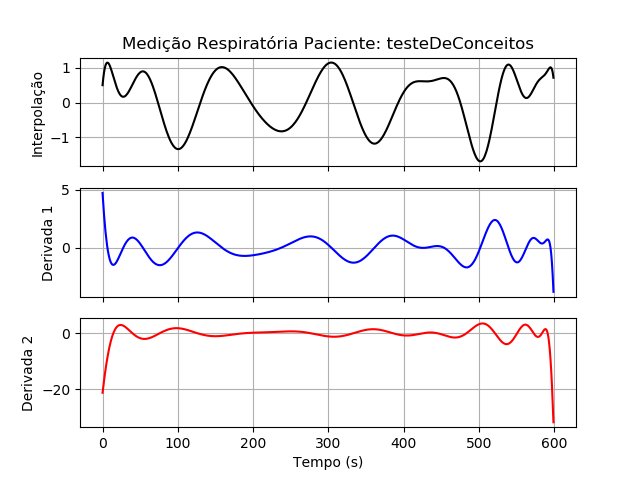 Medição Respiratória Paciente: testeDeConceitos
Interpolação
1
0
−1
Derivada 1
5
0
Derivada 2
0
−20
0 100 200 300 400 500 600
Tempo (s)